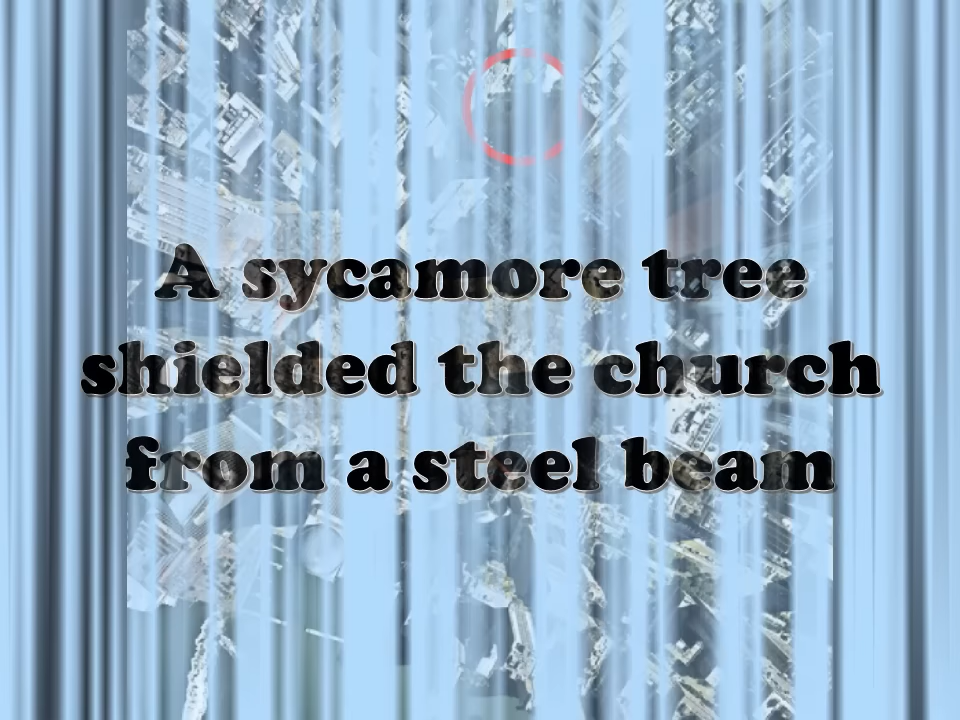 A sycamore tree
shielded the church
from a steel beam